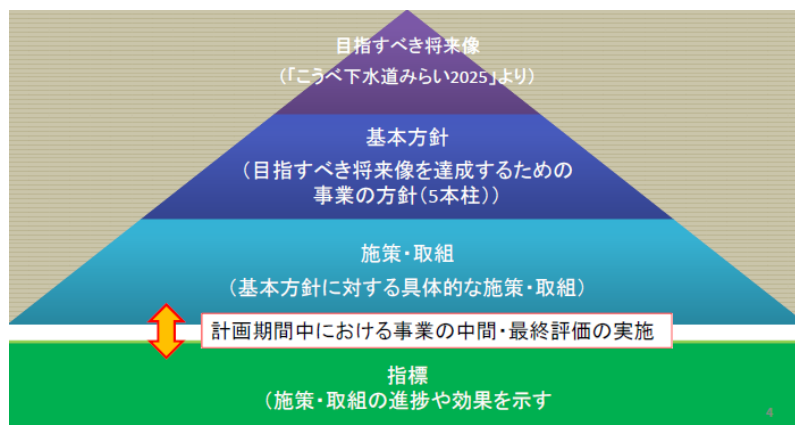 目指すべき将来像
(「こうべ下水道みらい2025」より)
基本方針
(目指すべき将来像を達成するための
事業の方針(5本柱))
施策・取組
(基本方針に対する具体的な施策・取組)
計画期間中における事業の中間・最終評価の実施
指標
(施策・取組の進捗や効果を示す
4